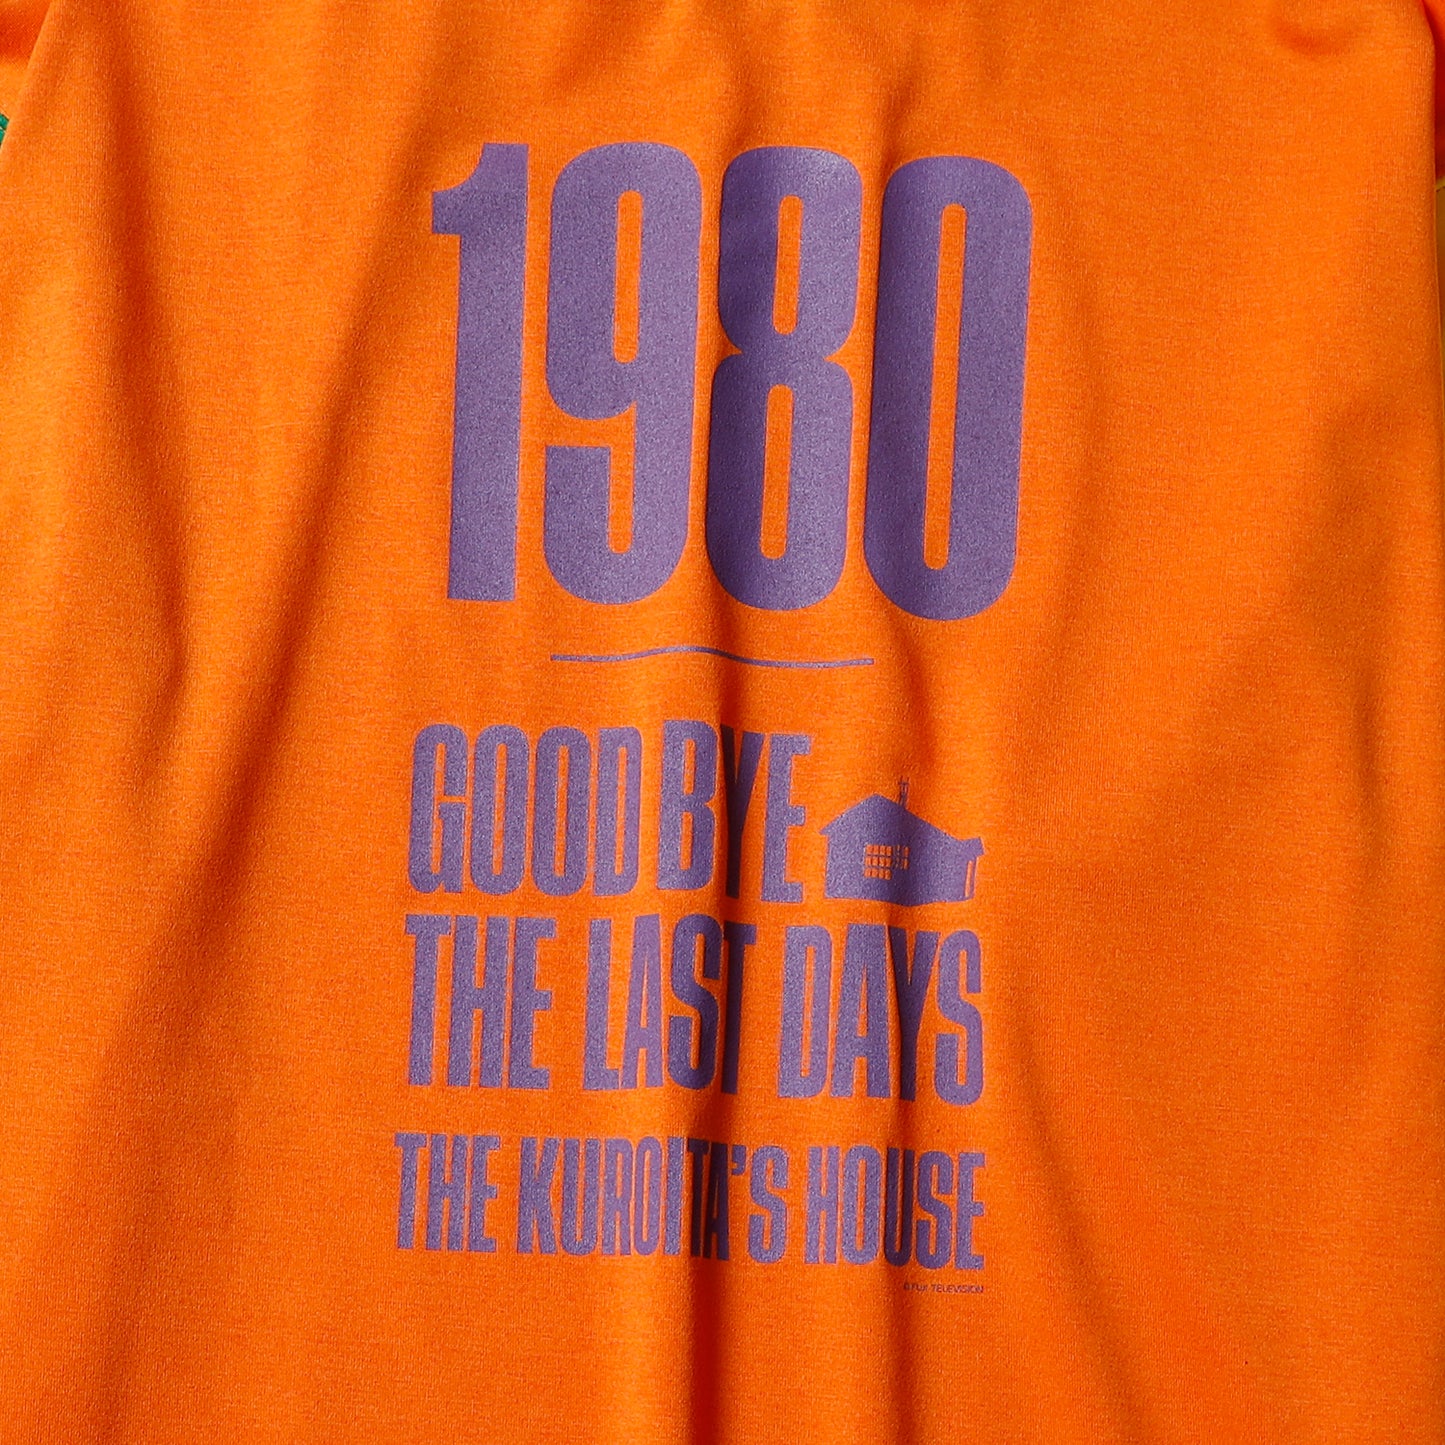 1980
GOOD BYE
THE LAST DAYS
THE KUROITA'S HOUSE
© FUJI TELEVISION